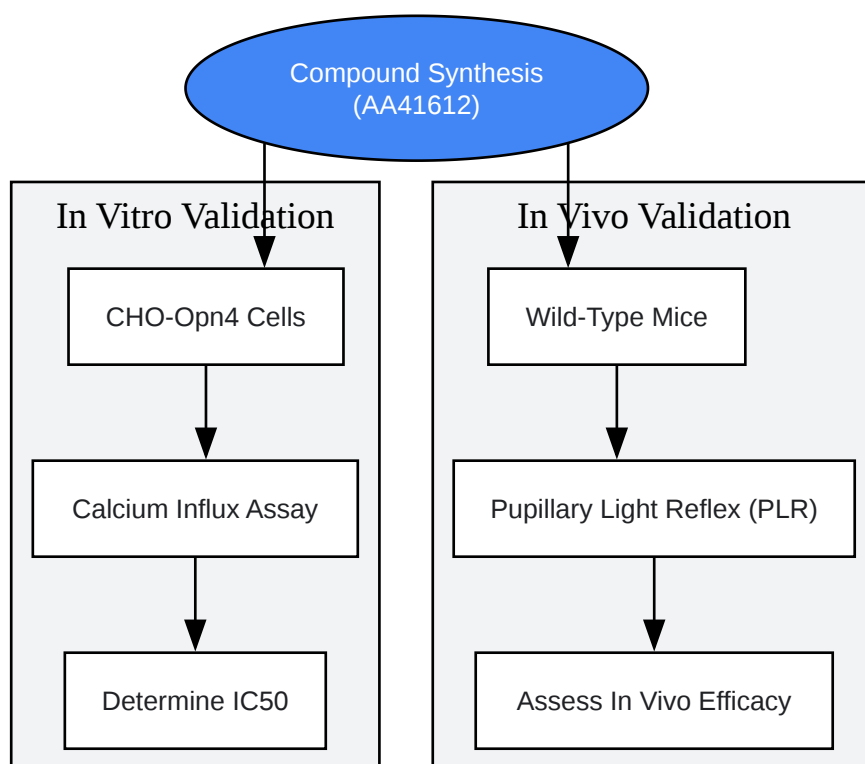 Compound Synthesis
(AA41612)
In Vitro Validation
CHO-Opn4 Cells
Calcium Influx Assay
Determine IC50
In Vivo Validation
Wild-Type Mice
Pupillary Light Reflex (PLR)
Assess In Vivo Efficacy